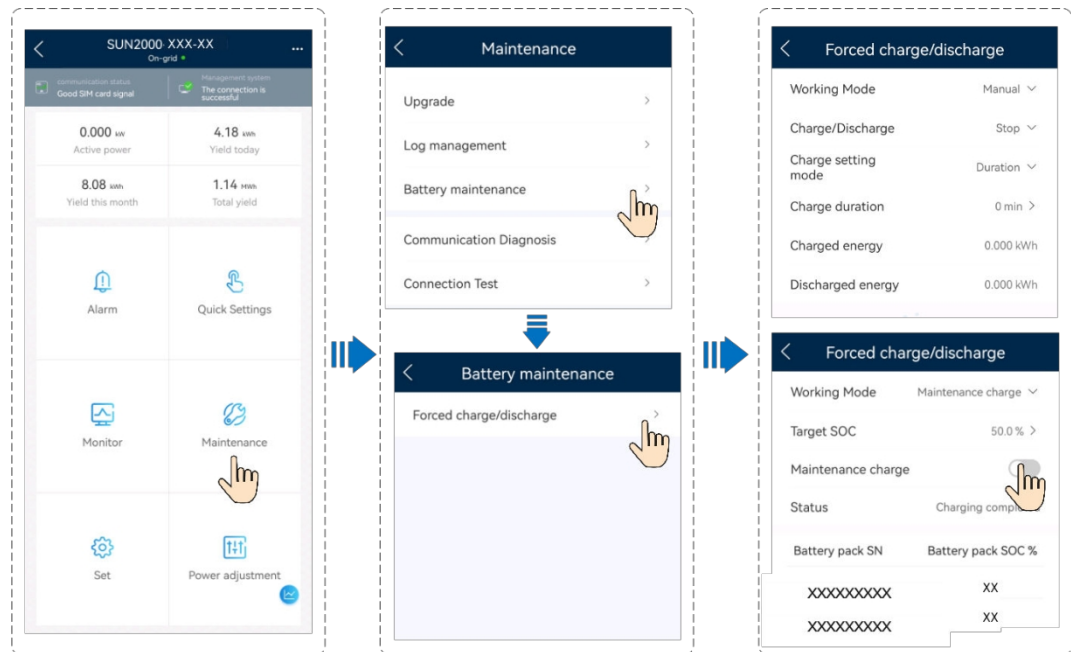 SUN2000- XXX-XX
On-grid
communication status
Good SIM card signal
Management system
The connection is
successful
0.000 kW
Active power
4.18 kWh
Yield today
8.08 kWh
Yield this month
1.14 MWh
Total yield
Alarm
Quick Settings
Monitor
Maintenance
Set
Power adjustment
Maintenance
Upgrade
Log management
Battery maintenance
Communication Diagnosis
Connection Test
Battery maintenance
Forced charge/discharge
Forced charge/discharge
Working Mode Manual
Charge/Discharge Stop
Charge setting
mode
Duration
Charge duration 0 min
Charged energy 0.000 kWh
Discharged energy 0.000 kWh
Forced charge/discharge
Working Mode Maintenance charge
Target SOC 50.0 %
Maintenance charge
Status Charging
Battery pack SN Battery pack SOC %
XXXXXXXXX XX
XXXXXXXXX XX